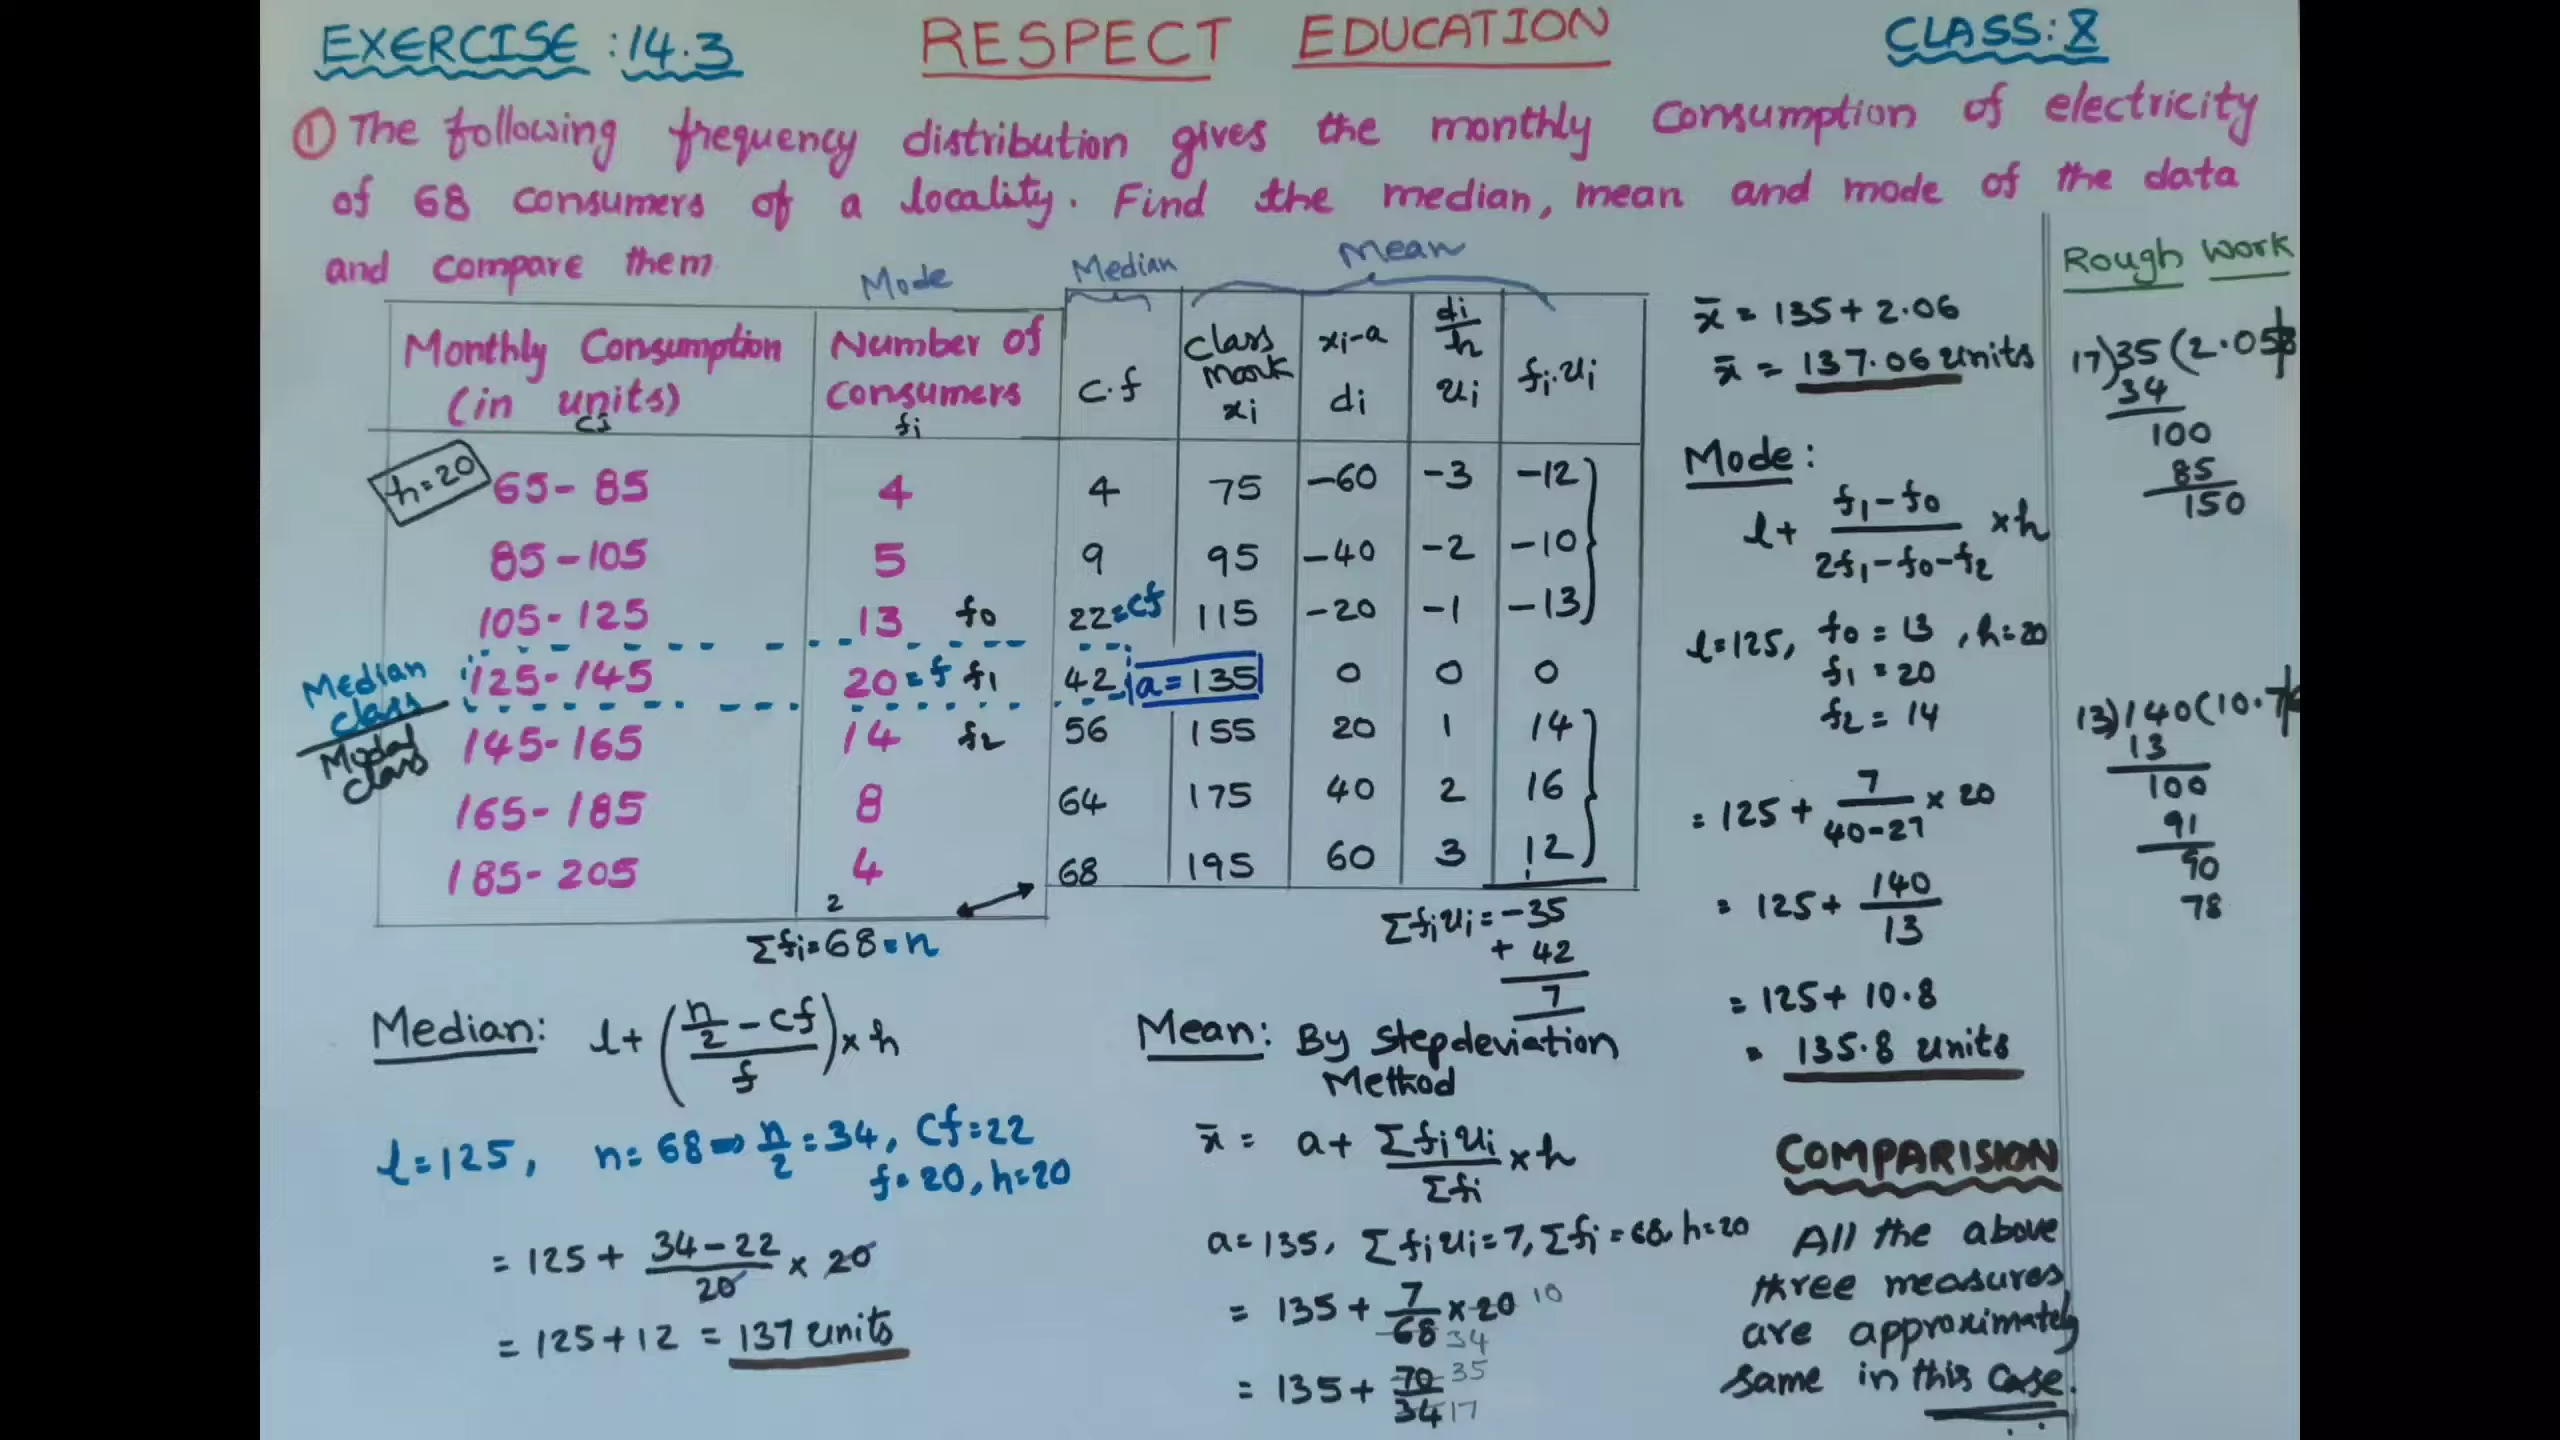 EXERCISE :14.3 RESPECT EDUCATION CLASS: X
① The following frequency distribution gives the monthly consumption of electricity
of 68 consumers of a locality. Find the median, mean and mode of the data
and compare them
Mode Median Mean
Monthly Consumption (in units) CI | Number of consumers fi | c.f | class mark xi | xi-a di | di/h ui | fi.ui
h=20
65-85 4 4 75 -60 -3 -12
85-105 5 9 95 -40 -2 -10
105-125 13 f0 22=cf 115 -20 -1 -13
Median class 125-145 20=f f1 42 a=135 0 0 0
Modal class 145-165 14 f2 56 155 20 1 14
165-185 8 64 175 40 2 16
185-205 4 68 195 60 3 12
2
Σfi=68=n
Σfiui=-35
+ 42
7
Median: l+ (n/2 - cf / f) × h
l=125, n=68 ⇒ n/2=34, Cf=22
f=20, h=20
= 125 + 34-22/20 × 20
= 125+12 = 137 units
Mean: By stepdeviation
Method
x̄ = a+ Σfiui/Σfi × h
a=135, Σfiui=7, Σfi=68, h=20
= 135 + 7/68 × 20 10
34
= 135 + 70/34 35
17
x̄ = 135+2.06
x̄ = 137.06 units
Mode:
l+ f1-f0/2f1-f0-f2 ×h
l=125, f0 = 13, h=20
f1 = 20
f2 = 14
= 125 + 7/40-27 × 20
= 125+ 140/13
= 125+ 10.8
= 135.8 units
COMPARISION
All the above
three measures
are approximately
same in this case.
Rough Work
17)35(2.058
34
100
85
150
13)140(10.76
13
100
91
90
78